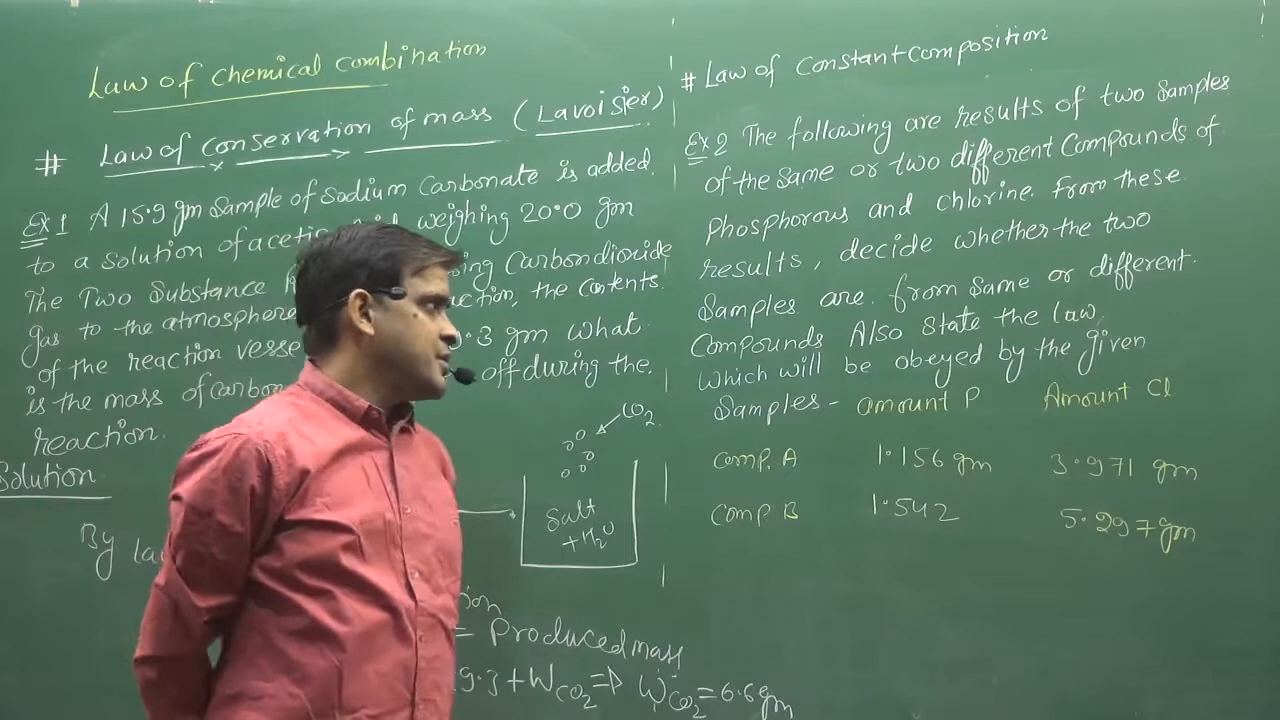 Law of chemical combination
# Law of conservation of mass (Lavoisier)
Ex 1 A 15.9 gm Sample of Sodium Carbonate is added
to a solution of weighing 20.0 gm
The Two Substance Carbondioxide
gas to the atmosphere the contents.
of the reaction .3 gm what
is the mass of off during the.
reaction.
Solution
CO2
Salt
+ H2O
By
= Produced mass
9.3 + WCO2 ⇒ WCO2 = 6.6 gm
# Law of constant composition
Ex 2 The following are results of two Samples
of the Same or two different Compounds of
Phosphorous and chlorine. From these
results, decide whether the two
Samples are from Same or different.
Compounds Also State the law,
which will be obeyed by the given
Samples - amount P Amount Cl
comp. A 1.156 gm 3.971 gm
Comp B 1.542 5.297 gm